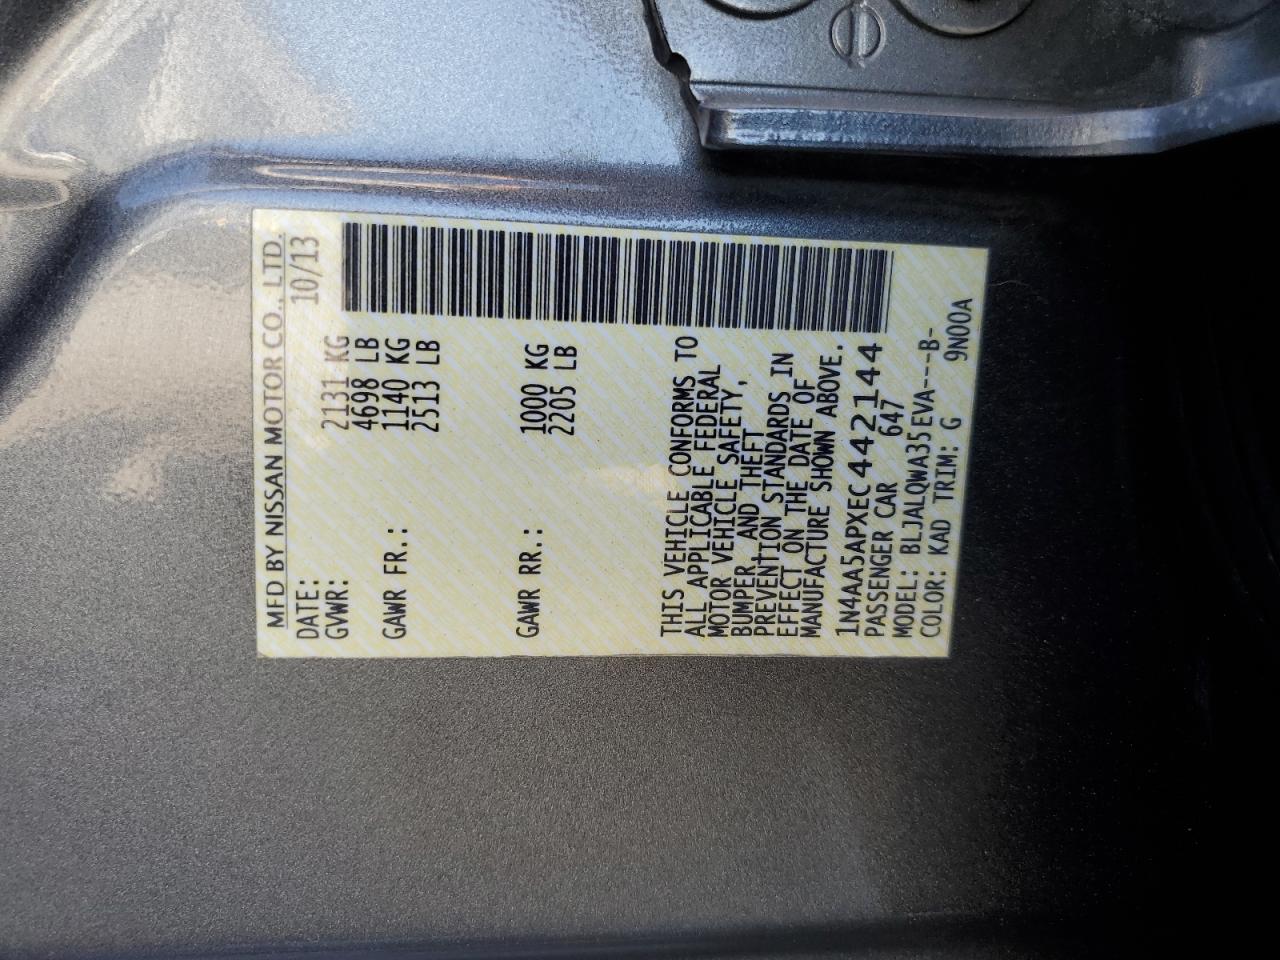 MFD BY NISSAN MOTOR CO., LTD.
DATE: 10/13
GVWR: 2131 KG
4698 LB
GAWR FR.: 1140 KG
2513 LB
GAWR RR.: 1000 KG
2205 LB
THIS VEHICLE CONFORMS TO
ALL APPLICABLE FEDERAL
MOTOR VEHICLE SAFETY,
BUMPER, AND THEFT
PREVENTION STANDARDS IN
EFFECT ON THE DATE OF
MANUFACTURE SHOWN ABOVE.
1N4AA5APXEC442144
PASSENGER CAR 647
MODEL: BLJALQWA35EVA---B-
COLOR: KAD TRIM: G 9N00A